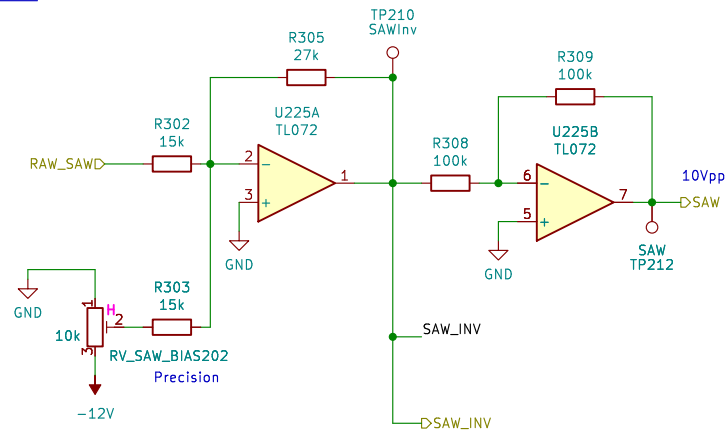 TP210
SAWInv
R305
27k
R309
100k
U225A
TL072
U225B
TL072
R302
15k
R308
100k
RAW_SAW
2
−
3
+
1
6
−
5
+
7
10Vpp
SAW
GND
GND
SAW
TP212
GND
R303
15k
1
H
2
3
10k
RV_SAW_BIAS202
Precision
SAW_INV
−12V
SAW_INV